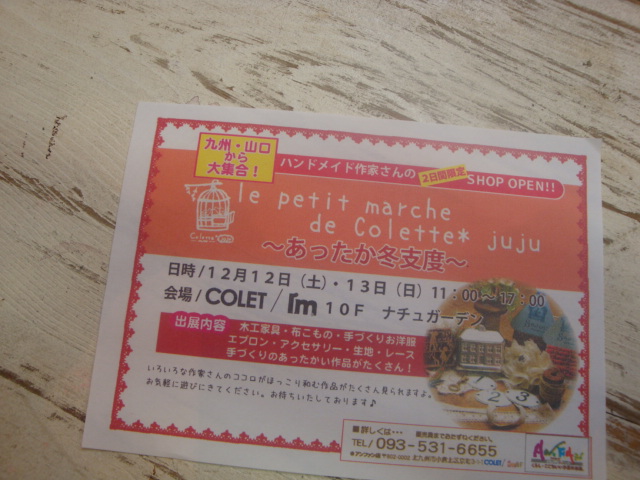 九州・山口
から
大集合！
ハンドメイド作家さんの 2日間限定 SHOP OPEN!!
le petit marche
de Colette* juju
～あったか冬支度～
日時/12月12日（土）・13日（日）11：00～17：00
会場/COLET/I'm 10F ナチュガーデン
出展内容
木工家具・布こもの・手づくりお洋服
エプロン・アクセサリー・生地・レース
手づくりのあったかい作品がたくさん！
いろいろな作家さんのココロがほっこり和む作品がたくさん見られますよ。
お気軽に遊びにきてください。お待ちいたしております♪
■詳しくは・・・
TEL/093-531-6655